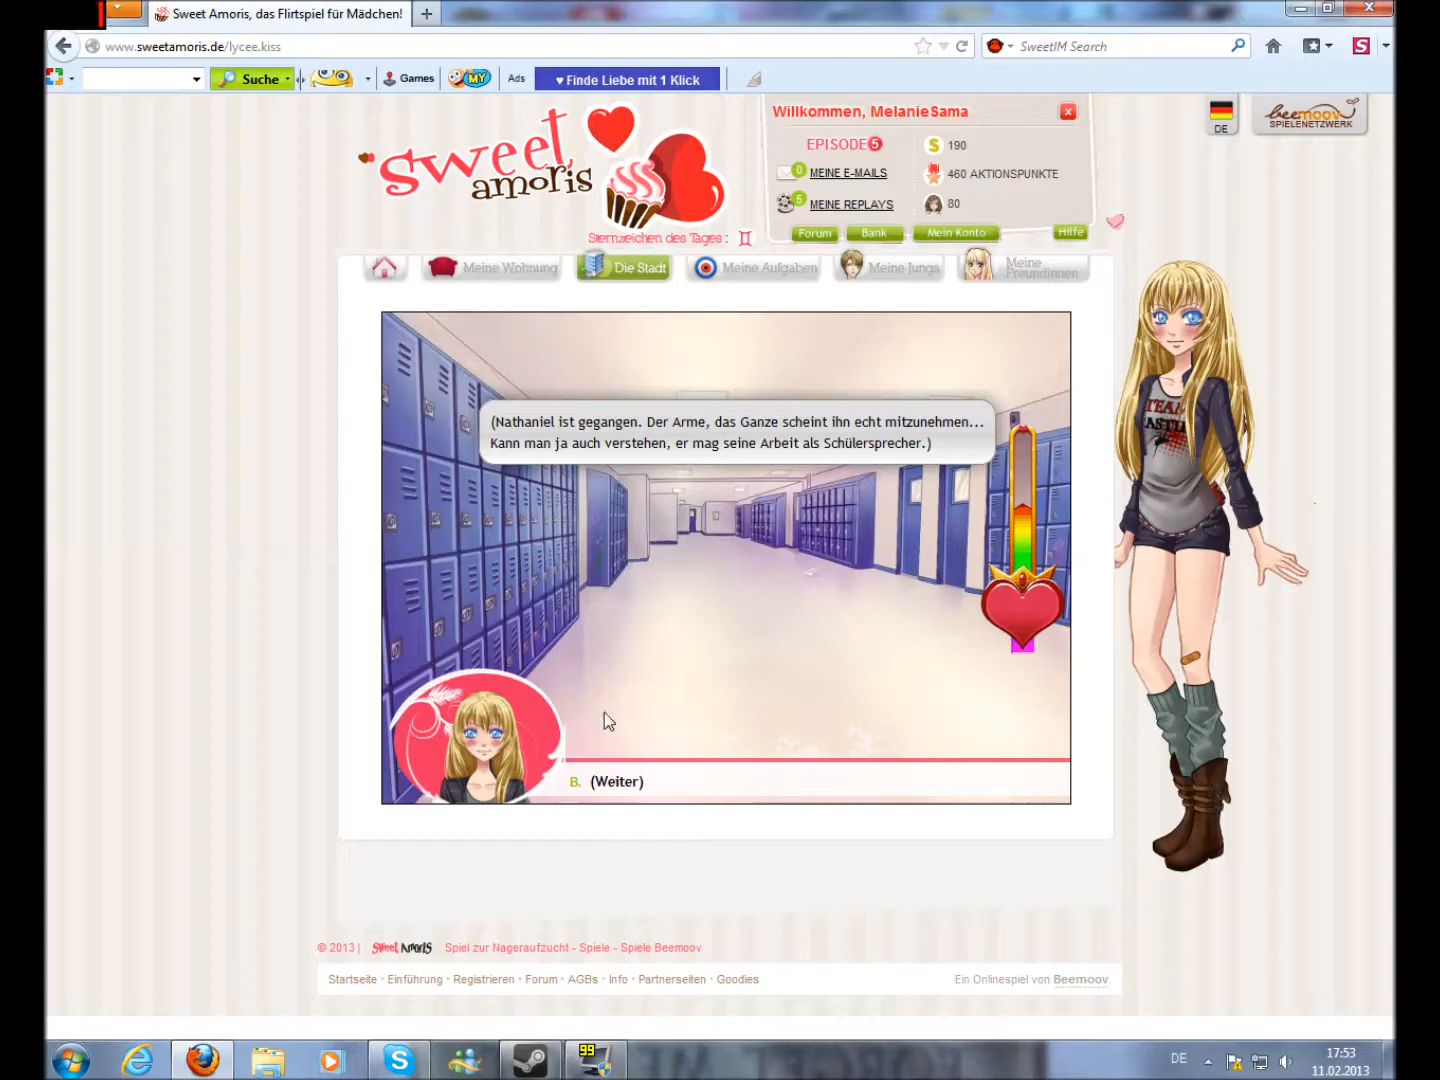 Sweet Amoris, das Flirtspiel für Mädchen!
www.sweetamoris.de/lycee.kiss
SweetIM Search
S
Suche
MY
Games
Ads
♥ Finde Liebe mit 1 Klick
sweet
amoris
Sternzeichen des Tages :
Willkommen, MelanieSama
EPISODE 5
$ 190
0 MEINE E-MAILS
460 AKTIONSPUNKTE
5 MEINE REPLAYS
80
Forum
Bank
Mein Konto
Hilfe
DE
beemoov
SPIELENETZWERK
Meine Wohnung
Die Stadt
Meine Aufgaben
Meine Jungs
Meine
Freundinnen
(Nathaniel ist gegangen. Der Arme, das Ganze scheint ihn echt mitzunehmen...
Kann man ja auch verstehen, er mag seine Arbeit als Schülersprecher.)
TEAM
B. (Weiter)
© 2013 | Sweet Amoris Spiel zur Nageraufzucht - Spiele - Spiele Beemoov
Startseite · Einführung · Registrieren · Forum · AGBs · Info · Partnerseiten · Goodies
Ein Onlinespiel von Beemoov.
99
DE
17:53
11.02.2013